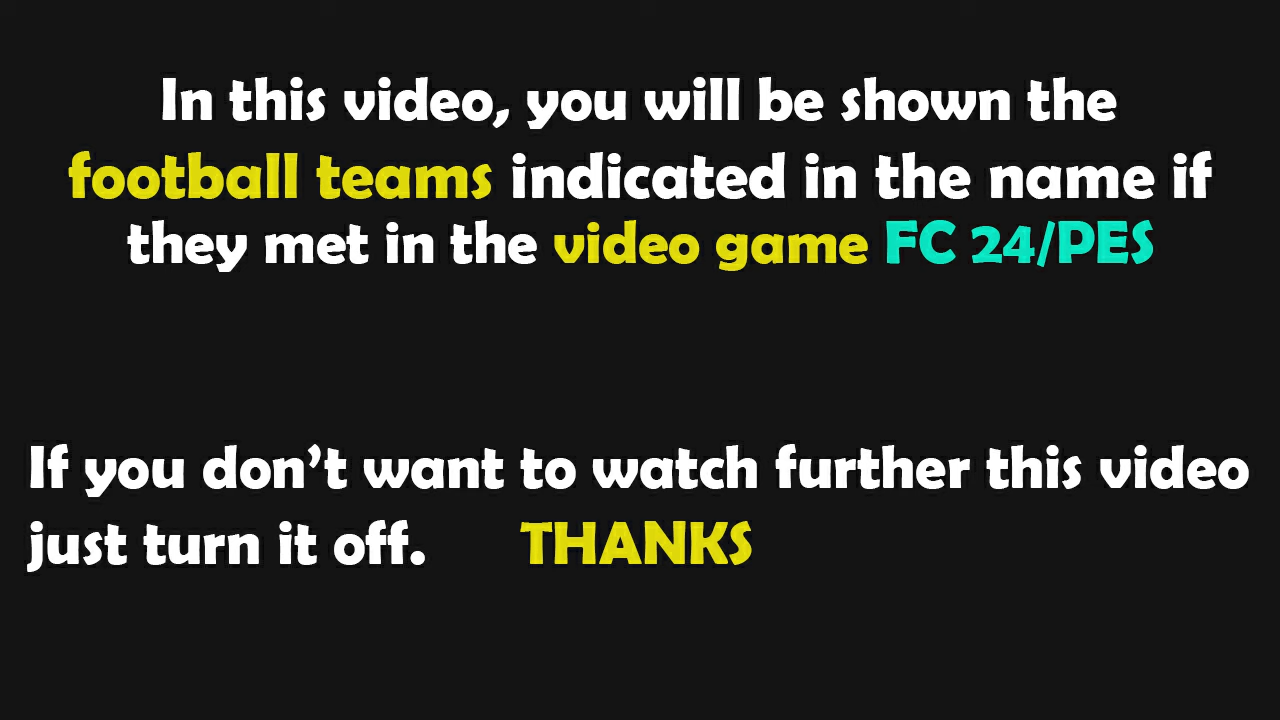 In this video, you will be shown the
football teams indicated in the name if
they met in the video game FC 24/PES
If you don’t want to watch further this video
just turn it off. THANKS